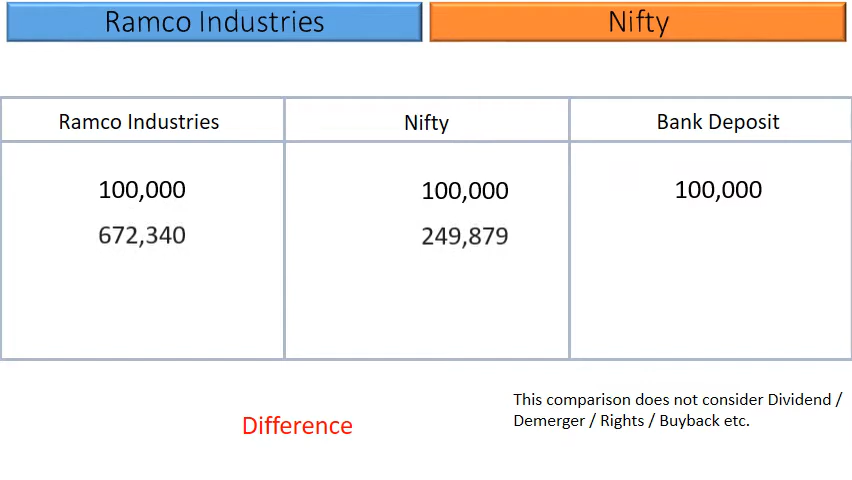 Ramco Industries
Nifty
Ramco Industries
Nifty
Bank Deposit
100,000
100,000
100,000
672,340
249,879
This comparison does not consider Dividend /
Demerger / Rights / Buyback etc.
Difference